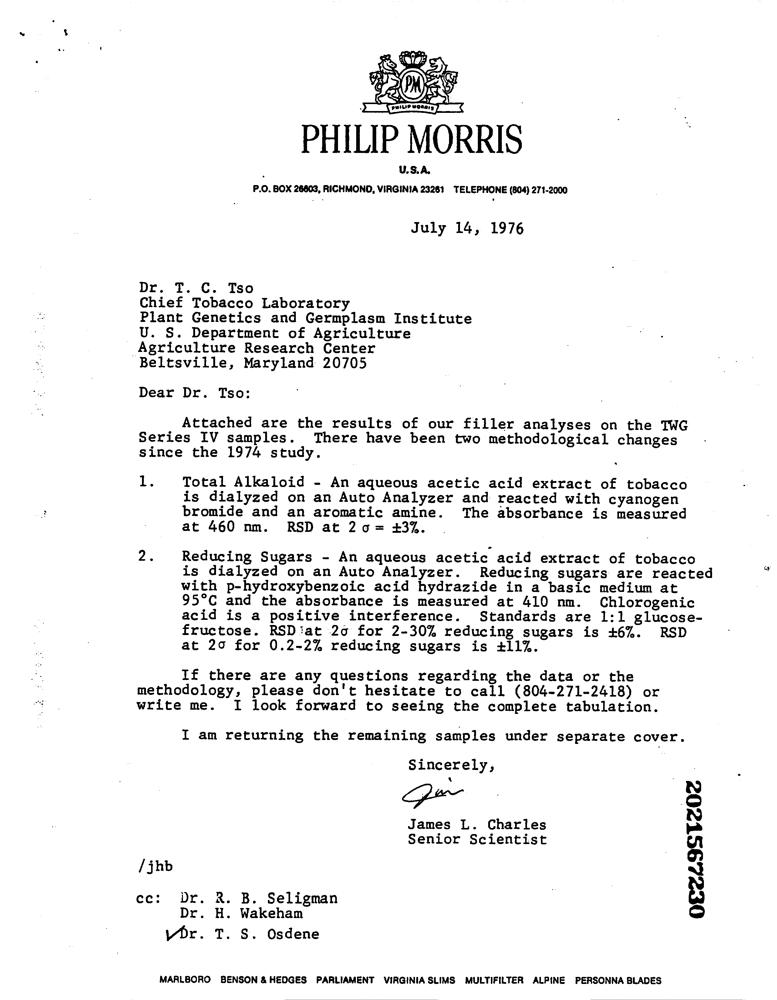 PM
PHILIP MORRIS
PHILIP MORRIS
U.S.A.
P.O. BOX 26603, RICHMOND, VIRGINIA 23261 TELEPHONE (804) 271-2000
July 14, 1976
Dr. T. C. Tso
Chief Tobacco Laboratory
Plant Genetics and Germplasm Institute
U. S. Department of Agriculture
Agriculture Research Center
Beltsville, Maryland 20705
Dear Dr. Tso:
Attached are the results of our filler analyses on the TWG
Series IV samples. There have been two methodological changes
since the 1974 study.
1. Total Alkaloid - An aqueous acetic acid extract of tobacco
is dialyzed on an Auto Analyzer and reacted with cyanogen
bromide and an aromatic amine. The absorbance is measured
at 460 nm. RSD at 2 σ = ±3%.
2. Reducing Sugars - An aqueous acetic acid extract of tobacco
is dialyzed on an Auto Analyzer. Reducing sugars are reacted
with p-hydroxybenzoic acid hydrazide in a basic medium at
95°C and the absorbance is measured at 410 nm. Chlorogenic
acid is a positive interference. Standards are 1:1 glucose-
fructose. RSD at 2σ for 2-30% reducing sugars is ±6%. RSD
at 2σ for 0.2-2% reducing sugars is ±11%.
If there are any questions regarding the data or the
methodology, please don't hesitate to call (804-271-2418) or
write me. I look forward to seeing the complete tabulation.
I am returning the remaining samples under separate cover.
Sincerely,
Jim
James L. Charles
Senior Scientist
/jhb
cc: Dr. R. B. Seligman
Dr. H. Wakeham
✓Dr. T. S. Osdene
2021567230
MARLBORO BENSON & HEDGES PARLIAMENT VIRGINIA SLIMS MULTIFILTER ALPINE PERSONNA BLADES